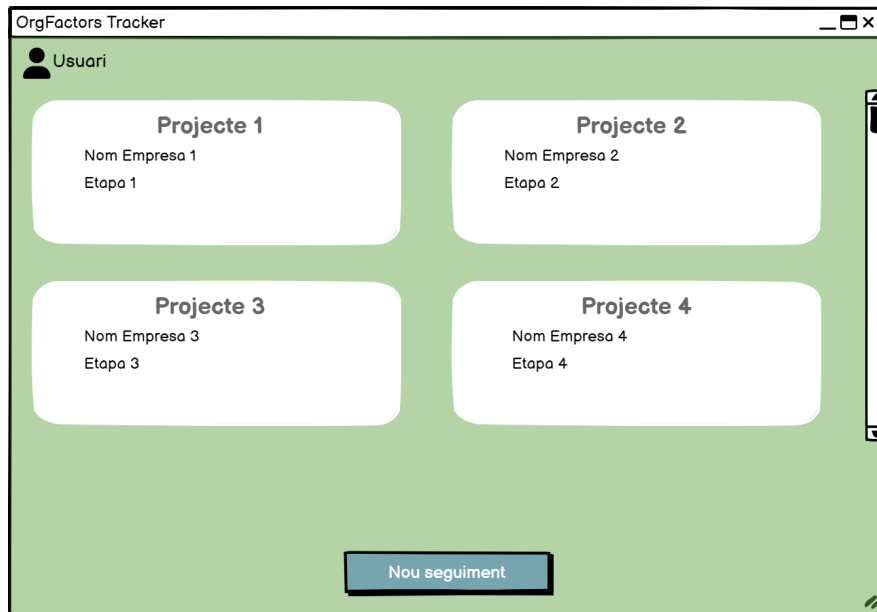 OrgFactors Tracker
Usuari
Projecte 1
Nom Empresa 1
Etapa 1
Projecte 2
Nom Empresa 2
Etapa 2
Projecte 3
Nom Empresa 3
Etapa 3
Projecte 4
Nom Empresa 4
Etapa 4
Nou seguiment